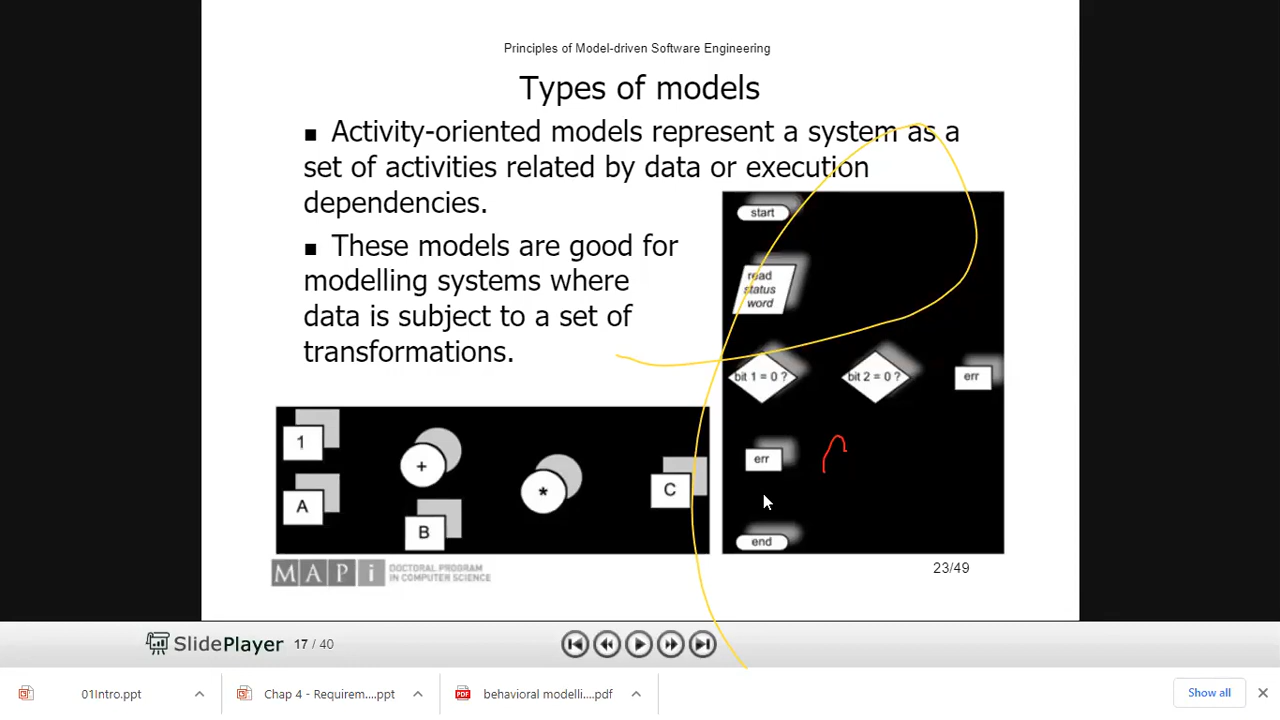 Principles of Model-driven Software Engineering
Types of models
■ Activity-oriented models represent a system as a
set of activities related by data or execution
dependencies.
■ These models are good for
modelling systems where
data is subject to a set of
transformations.
start
read
status
word
bit 1 = 0 ?
bit 2 = 0 ?
err
err
end
1
A
+
B
*
C
MAPi DOCTORAL PROGRAM
IN COMPUTER SCIENCE
23/49
SlidePlayer 17 / 40
01Intro.ppt
Chap 4 - Requirem....ppt
behavioral modelli....pdf
Show all